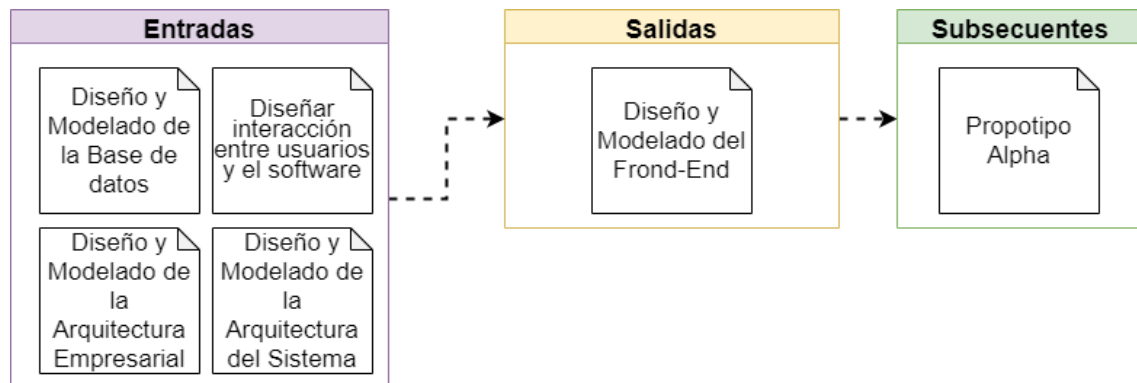 Entradas
Diseño y
Modelado de
la Base de
datos
Diseñar
interacción
entre usuarios
y el software
Diseño y
Modelado de
la
Arquitectura
Empresarial
Diseño y
Modelado de
la
Arquitectura
del Sistema
Salidas
Diseño y
Modelado del
Frond-End
Subsecuentes
Propotipo
Alpha